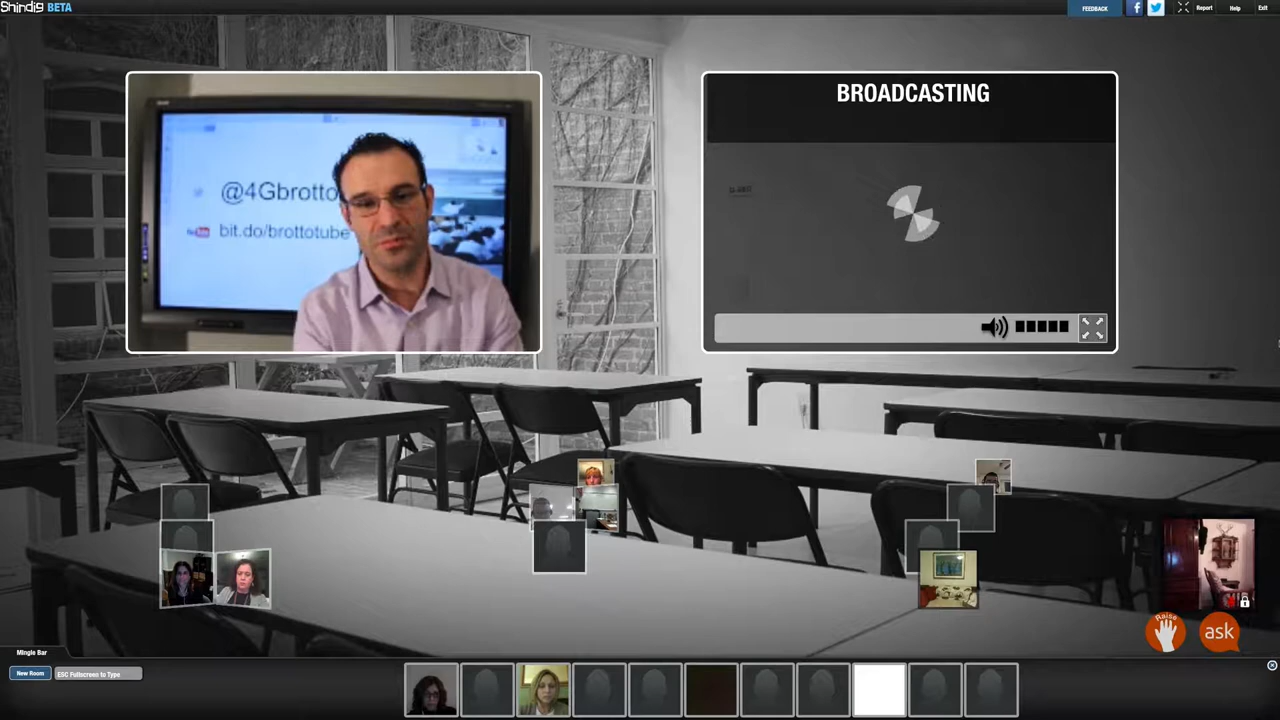 Shindig BETA
FEEDBACK
Report
Help
Exit
BROADCASTING
@4Gbrotto
You
bit.do/brottotube
Raise
ask
Mingle Bar
New Room
ESC Fullscreen to Type